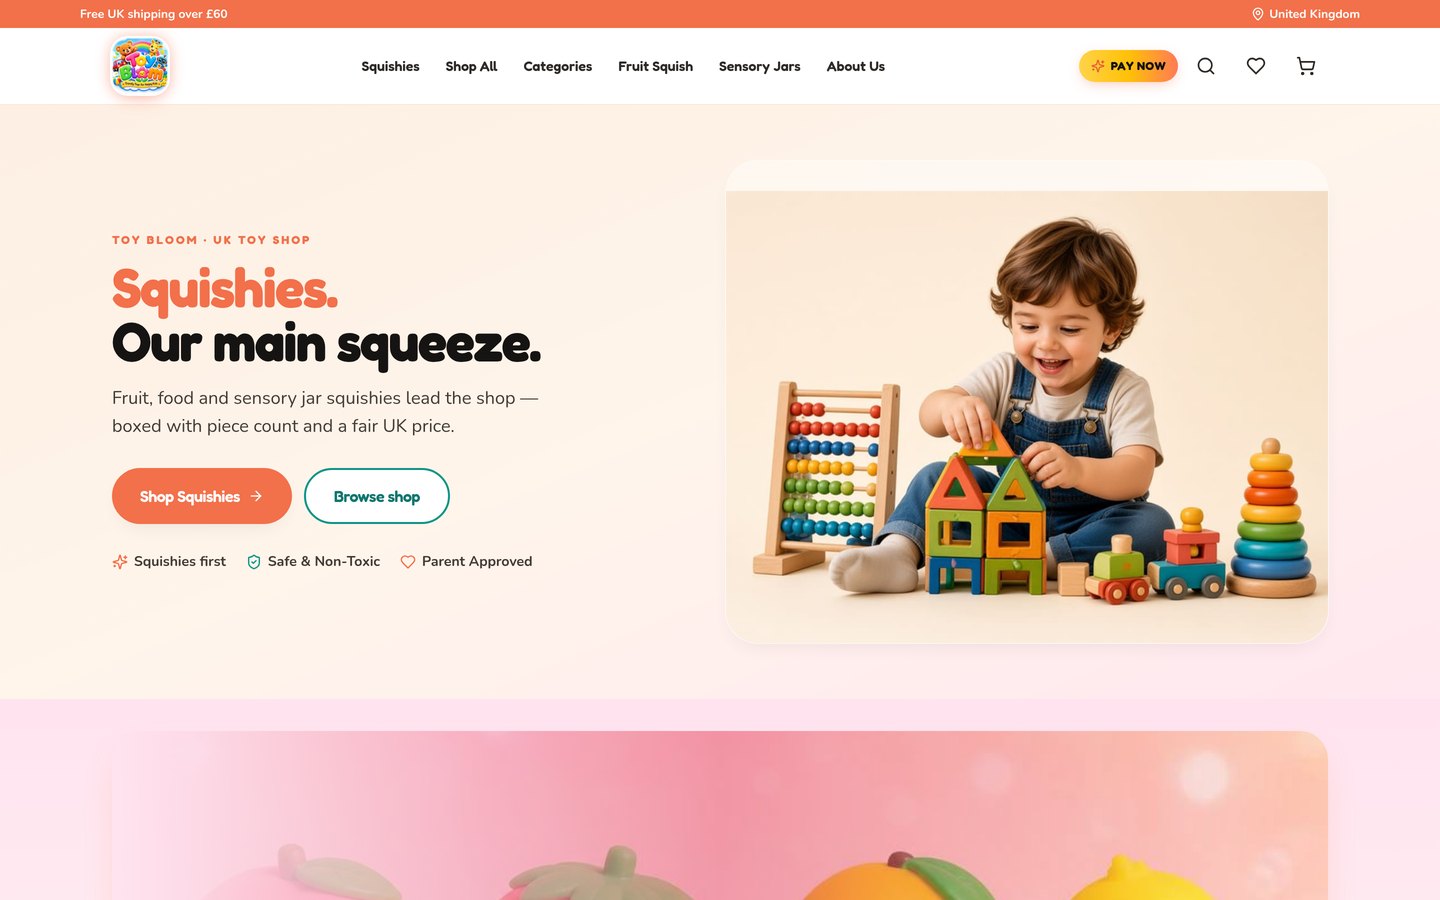 Free UK shipping over £60
United Kingdom
Toy
Bloom
Squishies
Shop All
Categories
Fruit Squish
Sensory Jars
About Us
PAY NOW
TOY BLOOM · UK TOY SHOP
Squishies.
Our main squeeze.
Fruit, food and sensory jar squishies lead the shop —
boxed with piece count and a fair UK price.
Shop Squishies
Browse shop
Squishies first
Safe & Non-Toxic
Parent Approved